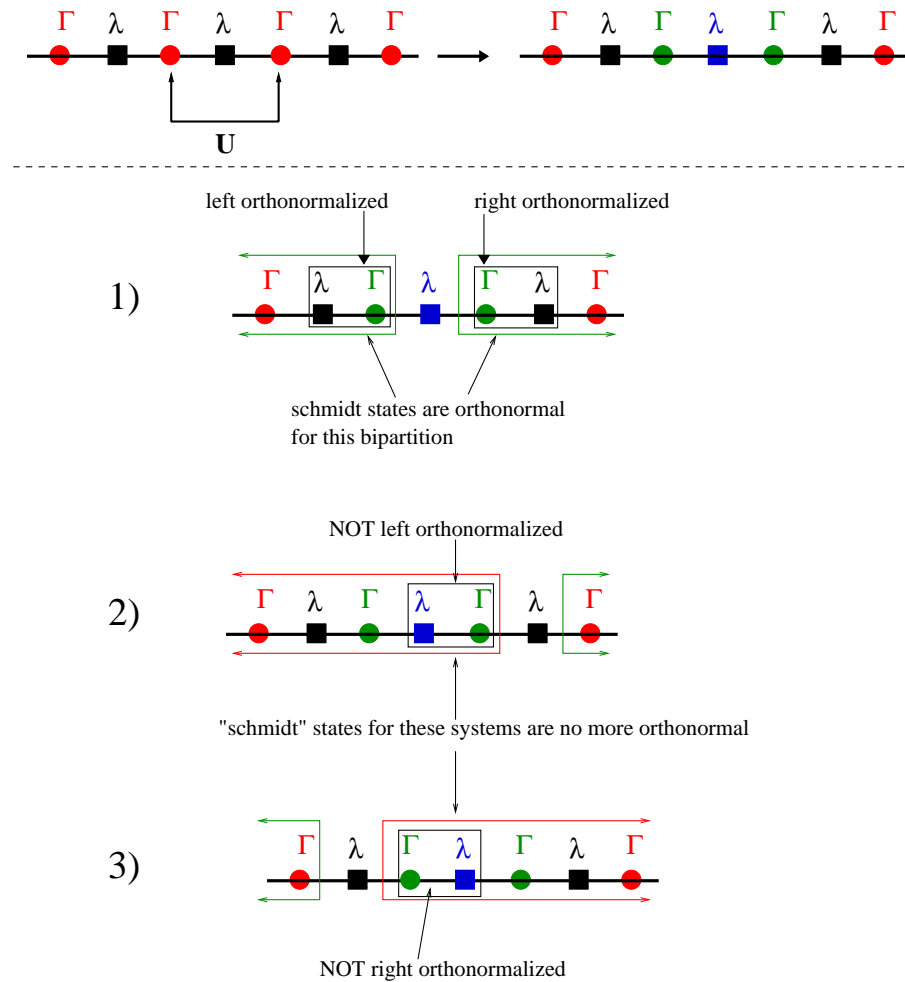 Γ λ Γ λ Γ λ Γ Γ λ Γ λ Γ λ Γ
U
left orthonormalized right orthonormalized
1)
Γ λ Γ λ Γ λ Γ
schmidt states are orthonormal
for this bipartition
NOT left orthonormalized
2)
Γ λ Γ λ Γ λ Γ
"schmidt" states for these systems are no more orthonormal
3)
Γ λ Γ λ Γ λ Γ
NOT right orthonormalized